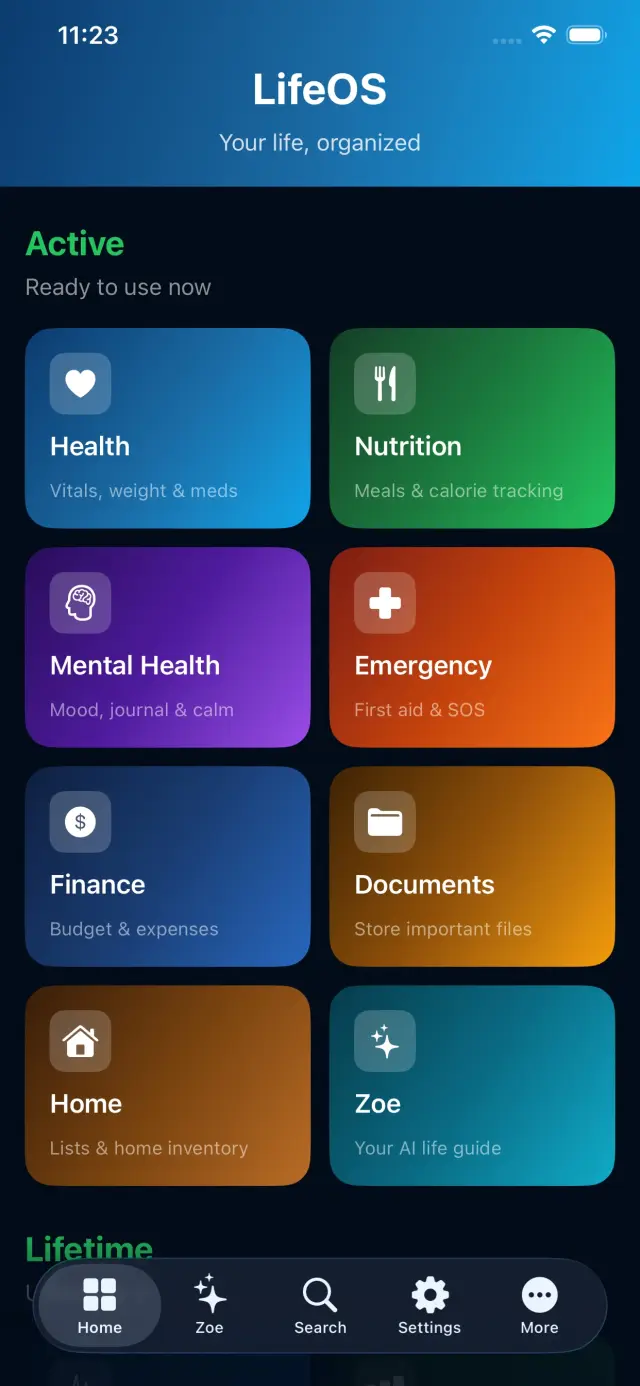 11:23
LifeOS
Your life, organized
Active
Ready to use now
Health
Vitals, weight & meds
Nutrition
Meals & calorie tracking
Mental Health
Mood, journal & calm
Emergency
First aid & SOS
$
Finance
Budget & expenses
Documents
Store important files
Home
Lists & home inventory
Zoe
Your AI life guide
Lifetime
Home
Zoe
Search
Settings
More